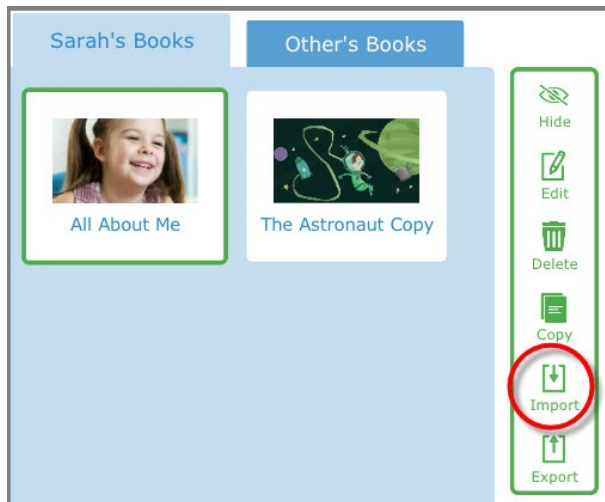 Sarah's Books
Other's Books
All About Me
The Astronaut Copy
Hide
Edit
Delete
Copy
Import
Export